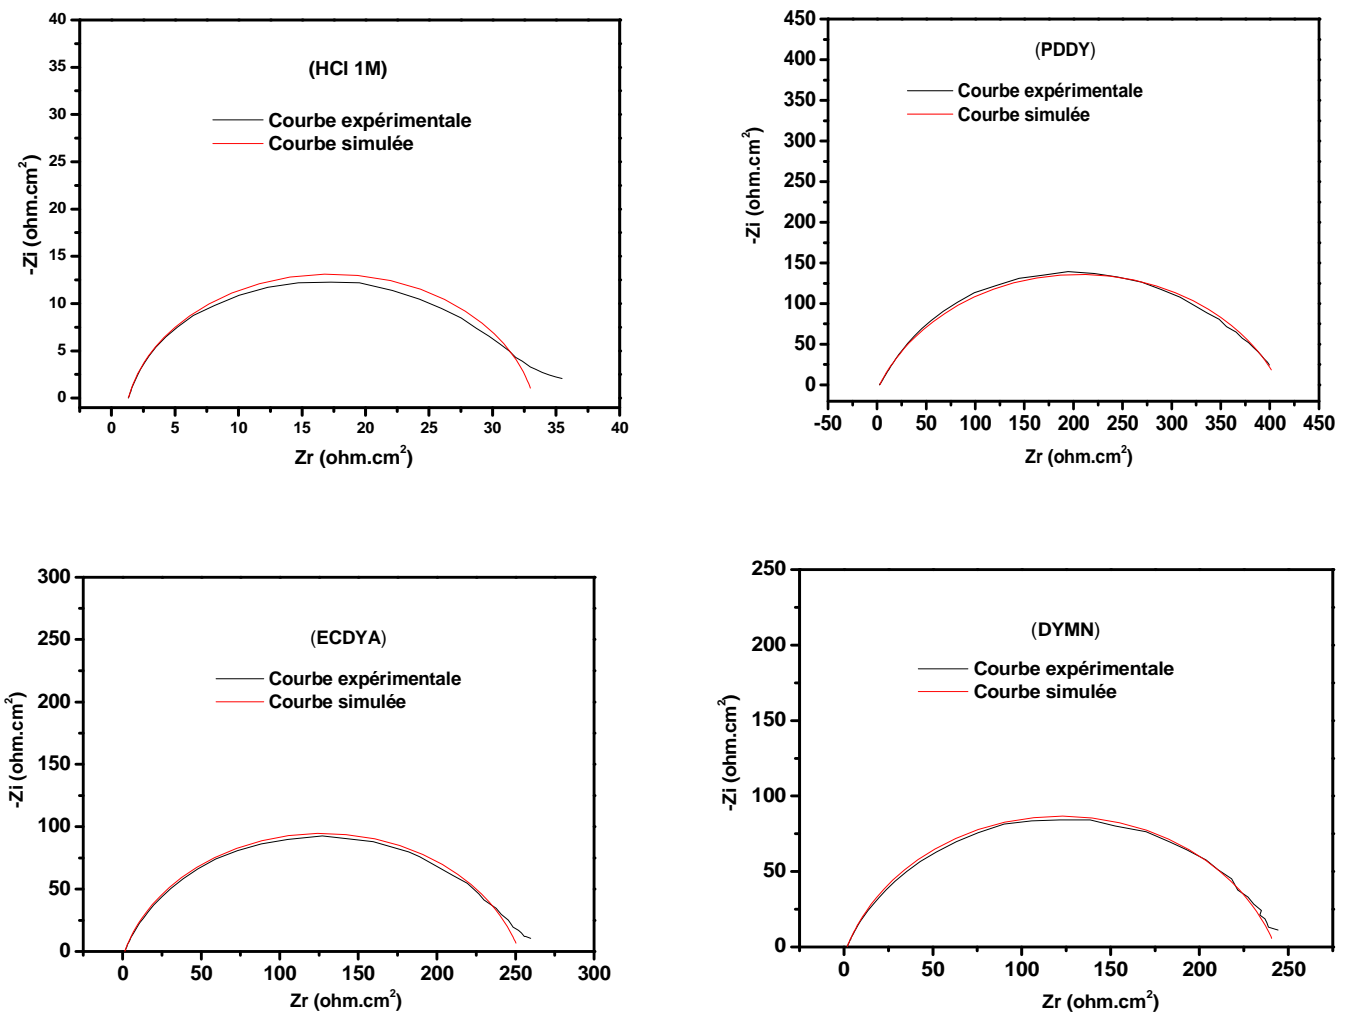 (HCl 1M)
Courbe expérimentale
Courbe simulée
40
35
30
25
20
15
10
5
0
-Zi (ohm.cm²)
0 5 10 15 20 25 30 35 40
Zr (ohm.cm²)
(PDDY)
Courbe expérimentale
Courbe simulée
450
400
350
300
250
200
150
100
50
0
-Zi (ohm.cm²)
-50 0 50 100 150 200 250 300 350 400 450
Zr (ohm.cm²)
(ECDYA)
Courbe expérimentale
Courbe simulée
300
250
200
150
100
50
0
-Zi (ohm.cm²)
0 50 100 150 200 250 300
Zr (ohm.cm²)
(DYMN)
Courbe expérimentale
Courbe simulée
250
200
150
100
50
0
-Zi (ohm.cm²)
0 50 100 150 200 250
Zr (ohm.cm²)